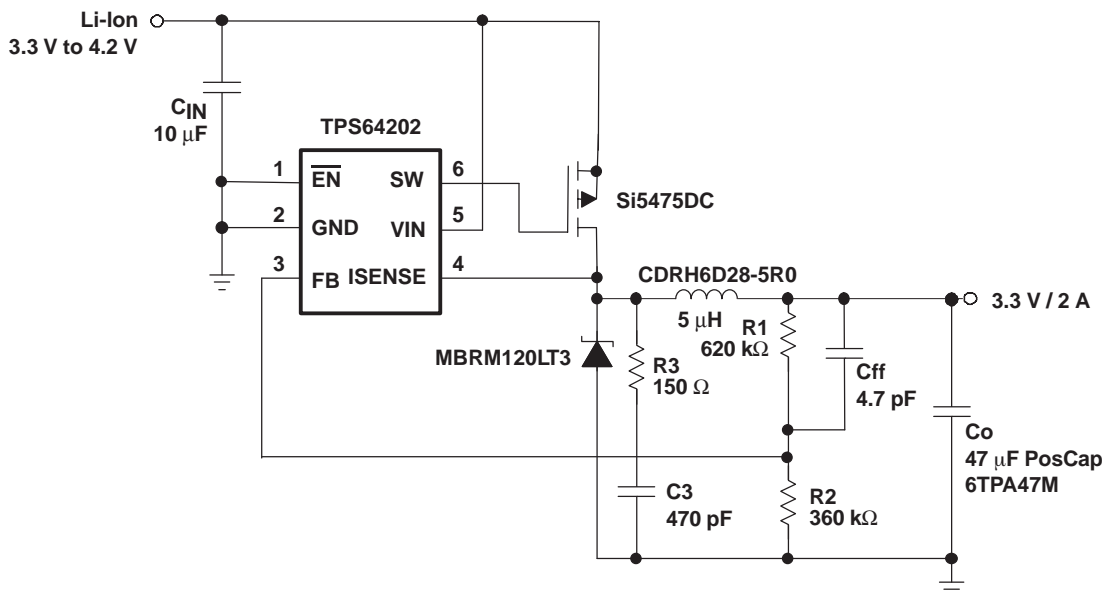 Li-Ion
3.3 V to 4.2 V
CIN
10 μF
TPS64202
1
EN
SW
6
2
GND
VIN
5
3
FB
ISENSE
4
Si5475DC
CDRH6D28-5R0
5 μH
3.3 V / 2 A
MBRM120LT3
R3
150 Ω
R1
620 kΩ
Cff
4.7 pF
C3
470 pF
R2
360 kΩ
Co
47 μF PosCap
6TPA47M